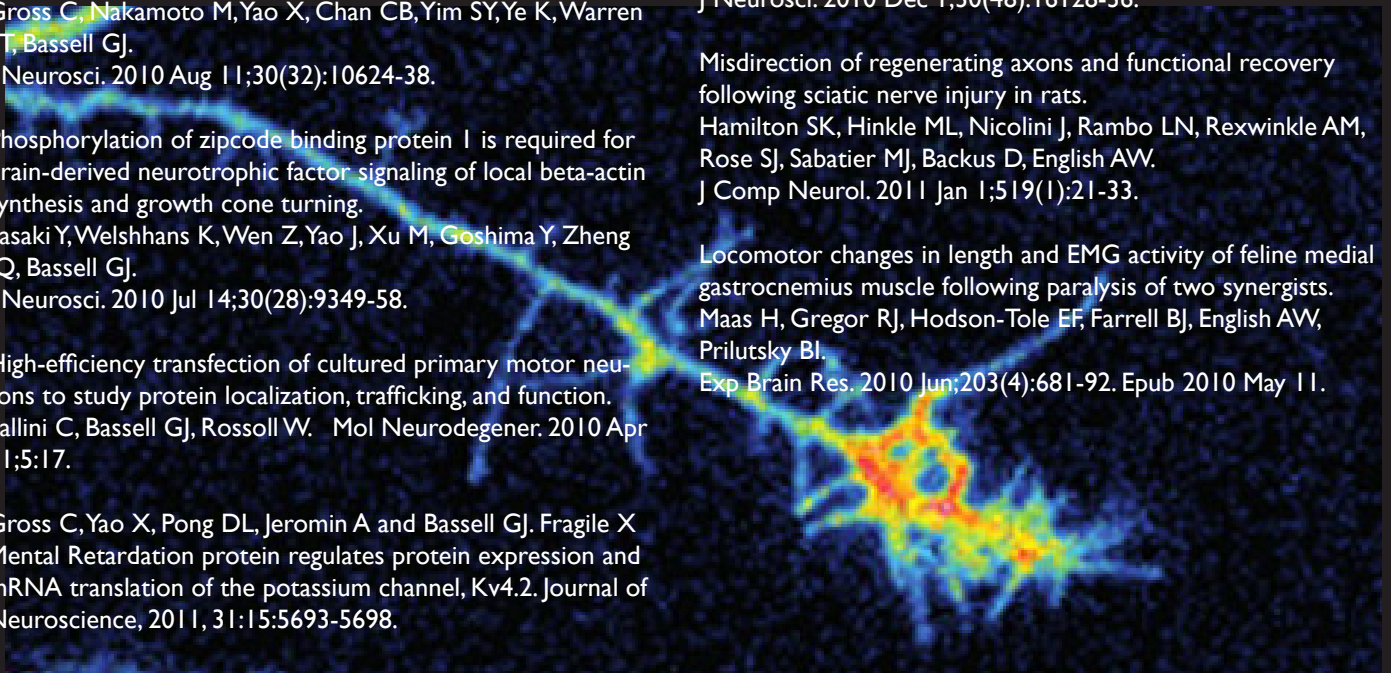 Gross C, Nakamoto M, Yao X, Chan CB, Yim SY, Ye K, Warren
T, Bassell GJ.
Neurosci. 2010 Aug 11;30(32):10624-38.
hosphorylation of zipcode binding protein 1 is required for
rain-derived neurotrophic factor signaling of local beta-actin
ynthesis and growth cone turning.
asaki Y, Welshhans K, Wen Z, Yao J, Xu M, Goshima Y, Zheng
Q, Bassell GJ.
Neurosci. 2010 Jul 14;30(28):9349-58.
High-efficiency transfection of cultured primary motor neu-
ons to study protein localization, trafficking, and function.
allini C, Bassell GJ, Rossoll W. Mol Neurodegener. 2010 Apr
1;5:17.
Gross C, Yao X, Pong DL, Jeromin A and Bassell GJ. Fragile X
Mental Retardation protein regulates protein expression and
mRNA translation of the potassium channel, Kv4.2. Journal of
Neuroscience, 2011, 31:15:5693-5698.
J Neurosci. 2010 Dec 1;30(48):16128-36.
Misdirection of regenerating axons and functional recovery
following sciatic nerve injury in rats.
Hamilton SK, Hinkle ML, Nicolini J, Rambo LN, Rexwinkle AM,
Rose SJ, Sabatier MJ, Backus D, English AW.
J Comp Neurol. 2011 Jan 1;519(1):21-33.
Locomotor changes in length and EMG activity of feline medial
gastrocnemius muscle following paralysis of two synergists.
Maas H, Gregor RJ, Hodson-Tole EF, Farrell BJ, English AW,
Prilutsky BI.
Exp Brain Res. 2010 Jun;203(4):681-92. Epub 2010 May 11.